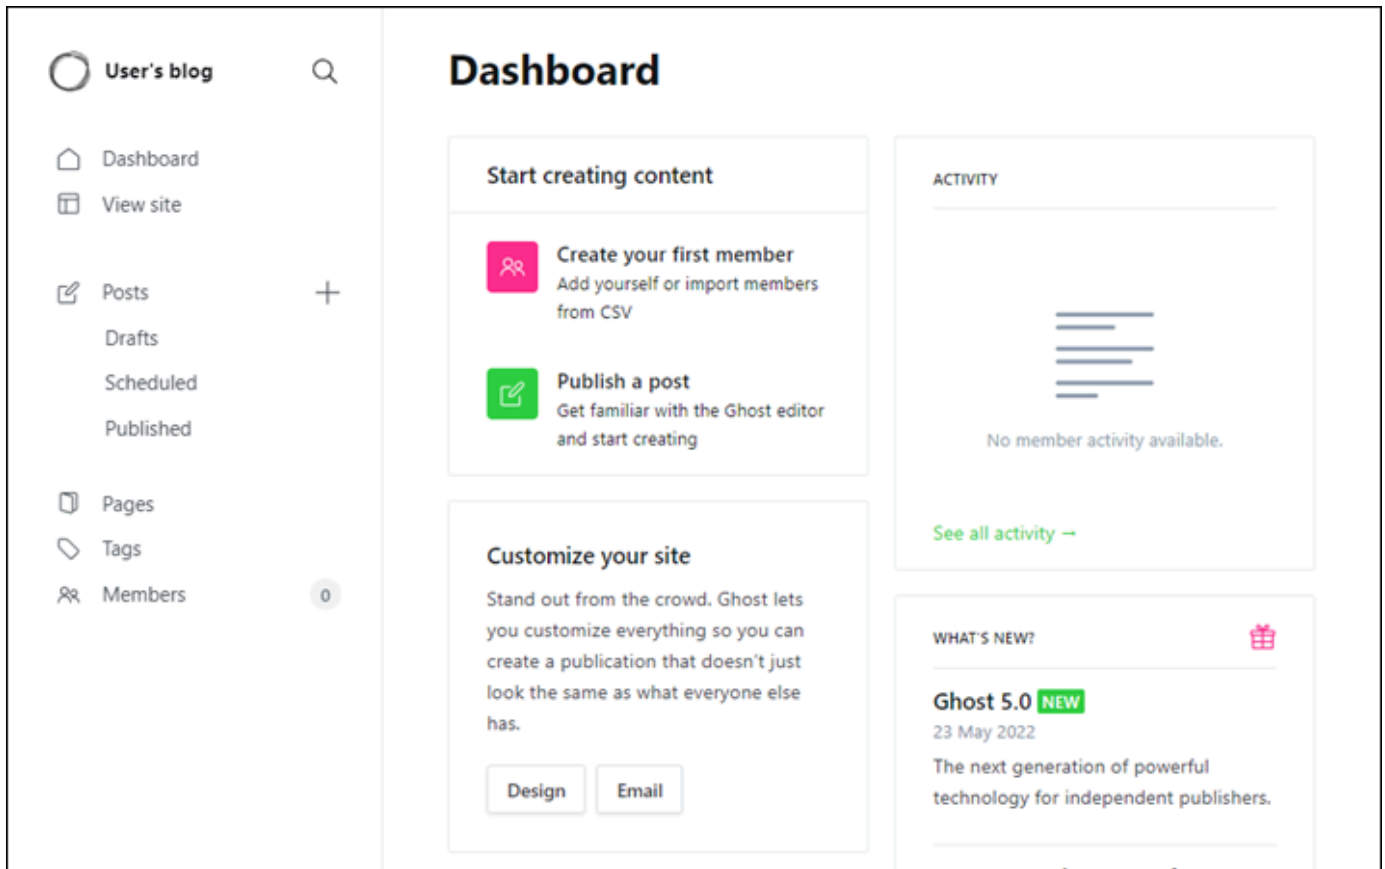 User's blog
Dashboard
View site
Posts
Drafts
Scheduled
Published
Pages
Tags
Members 0
Dashboard
Start creating content
Create your first member
Add yourself or import members
from CSV
Publish a post
Get familiar with the Ghost editor
and start creating
Customize your site
Stand out from the crowd. Ghost lets
you customize everything so you can
create a publication that doesn't just
look the same as what everyone else
has.
Design Email
ACTIVITY
No member activity available.
See all activity →
WHAT'S NEW?
Ghost 5.0 NEW
23 May 2022
The next generation of powerful
technology for independent publishers.